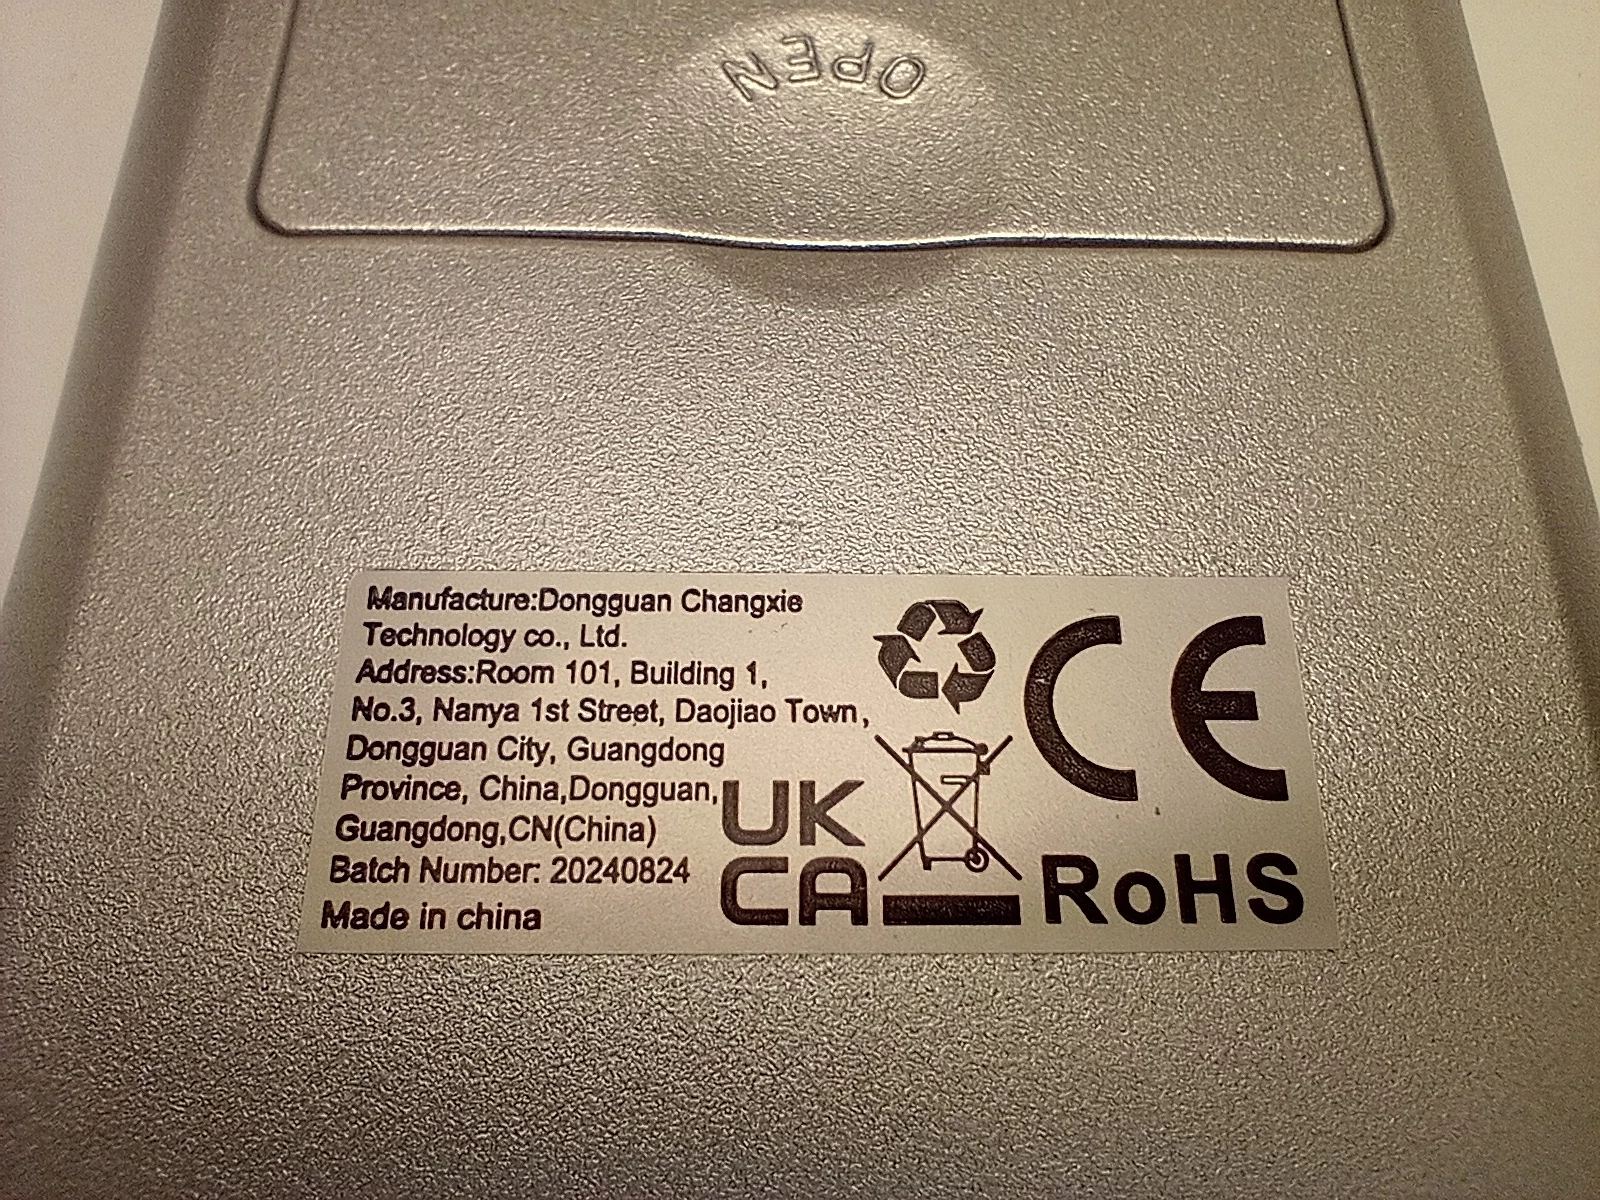 OPEN
Manufacture:Dongguan Changxie
Technology co., Ltd.
Address:Room 101, Building 1,
No.3, Nanya 1st Street, Daojiao Town,
Dongguan City, Guangdong
Province, China,Dongguan,
Guangdong,CN(China)
Batch Number: 20240824
Made in china
UK
CA
CE
RoHS